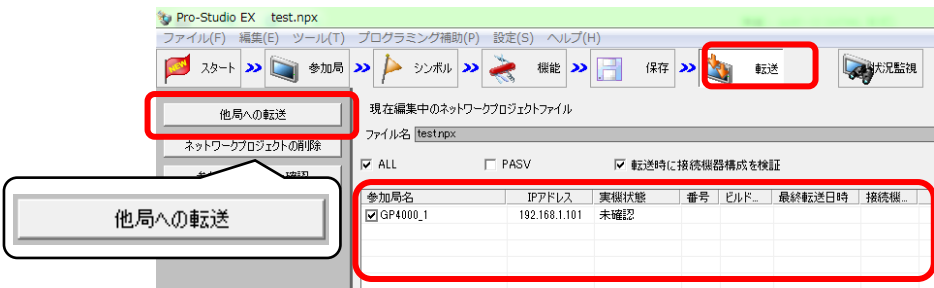 Pro-Studio EX test.npx
ファイル(F) 編集(E) ツール(T) プログラミング補助(P) 設定(S) ヘルプ(H)
スタート 参加局 シンボル 機能 保存 転送 状況監視
他局への転送
現在編集中のネットワークプロジェクトファイル
ファイル名 test.npx
ネットワークプロジェクトの削除
ALL PASV 転送時に接続機器構成を検証
参加局名 IPアドレス 実機状態 番号 ビルド... 最終転送日時 接続機...
GP4000_1 192.168.1.101 未確認
他局への転送